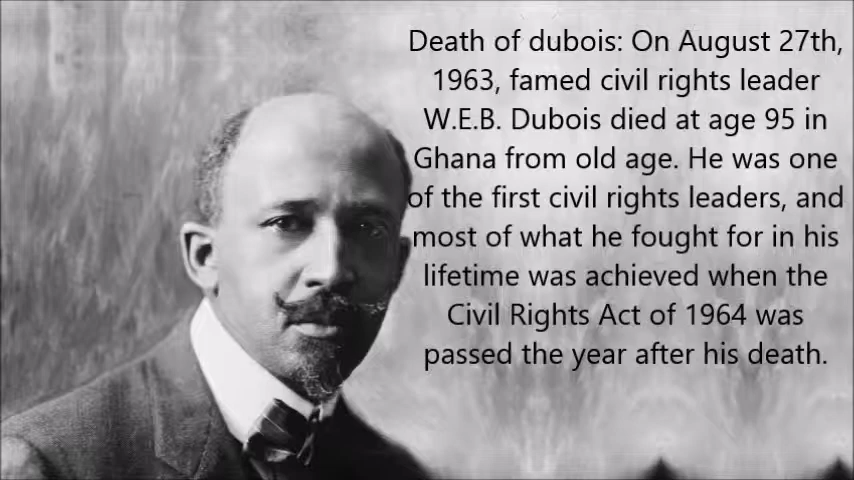 Death of dubois: On August 27th,
1963, famed civil rights leader
W.E.B. Dubois died at age 95 in
Ghana from old age. He was one
of the first civil rights leaders, and
most of what he fought for in his
lifetime was achieved when the
Civil Rights Act of 1964 was
passed the year after his death.